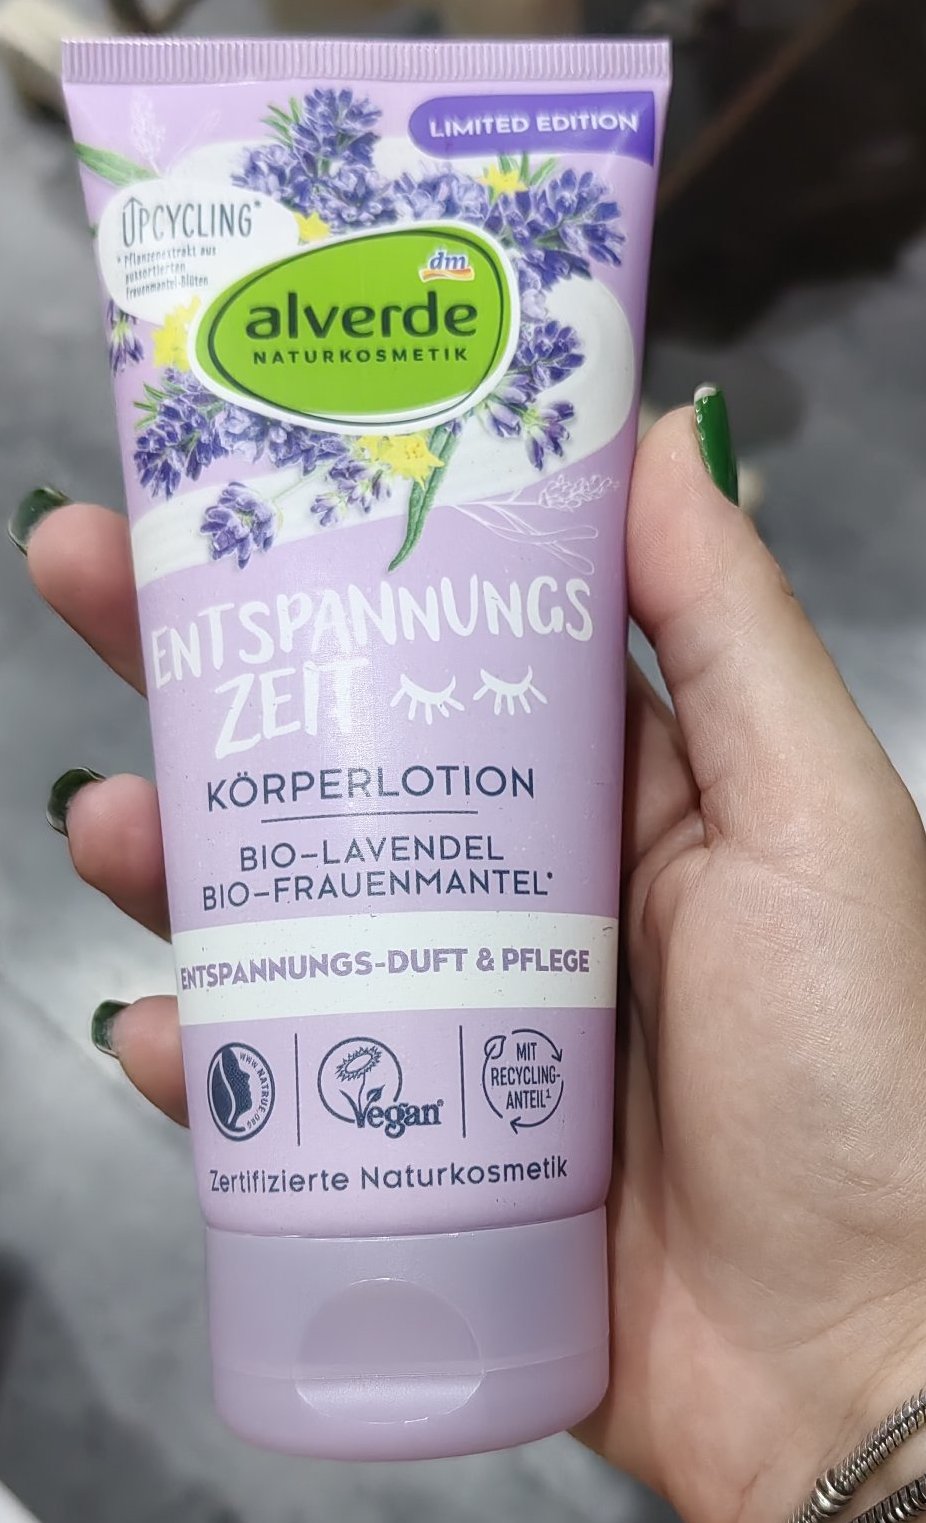 LIMITED EDITION
UPCYCLING*
* Pflanzenextrakt aus
aussortierten
Frauenmantel-Blüten
dm
alverde
NATURKOSMETIK
ENTSPANNUNGS
ZEIT
KÖRPERLOTION
BIO-LAVENDEL
BIO-FRAUENMANTEL*
ENTSPANNUNGS-DUFT & PFLEGE
WWW.NATRUE.ORG
Vegan
MIT
RECYCLING-
ANTEIL¹
Zertifizierte Naturkosmetik